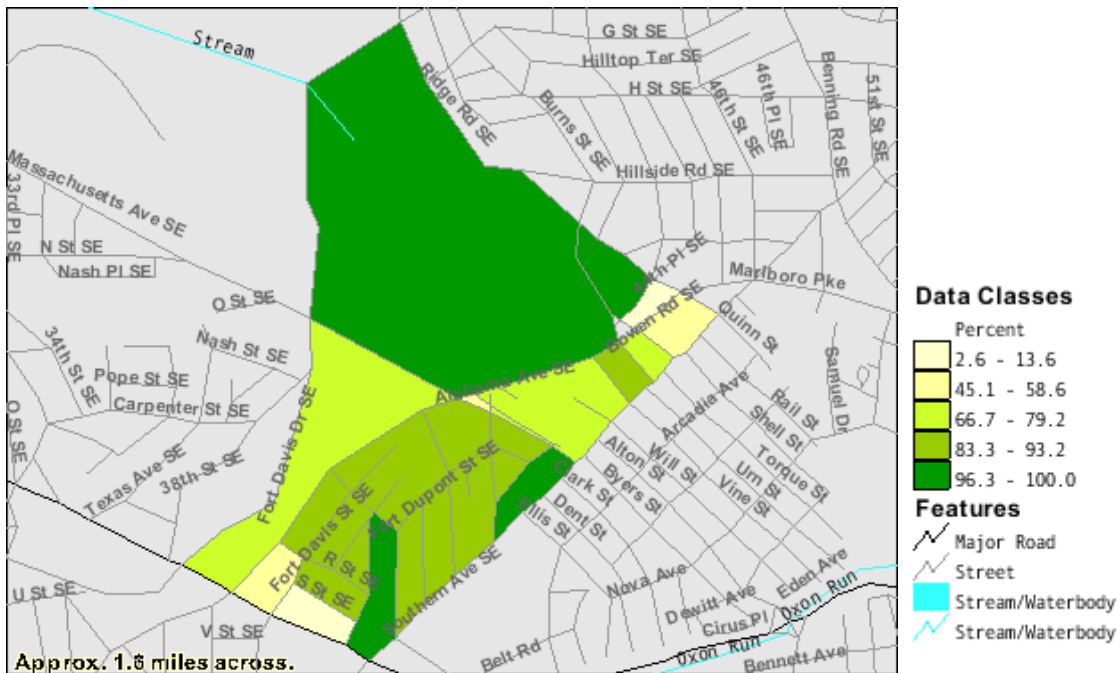 G St SE
Stream
Hilltop Ter SE
H St SE
Ridge Rd SE
Burns St SE
46th St SE
46th Pl SE
Benning Rd SE
51st St SE
Massachusetts Ave SE
33rd Pl SE
Hillside Rd SE
N St SE
Nash Pl SE
44th Pl SE
Marlboro Pke
O St SE
Bowen Rd SE
Quinn St
34th St SE
Nash St SE
Pope St SE
Carpenter St SE
Alabama Ave SE
Samuel Dr
O St SE
Fort Davis Dr SE
Arcadia Ave
Rail St
Shell St
Texas Ave SE
38th St SE
Fort Dupont St SE
Alton St
Will St
Torque St
Clark St
Byers St
Urn St
Vine St
Fort Davis St SE
Ellis St
Dent St
R St SE
S St SE
Southern Ave SE
Nova Ave
Eden Ave
Oxon Run
U St SE
V St SE
Dewitt Ave
Cirus Pl
Belt Rd
Oxon Run
Bennett Ave
Approx. 1.6 miles across.
Data Classes
Percent
2.6 - 13.6
45.1 - 58.6
66.7 - 79.2
83.3 - 93.2
96.3 - 100.0
Features
Major Road
Street
Stream/Waterbody
Stream/Waterbody